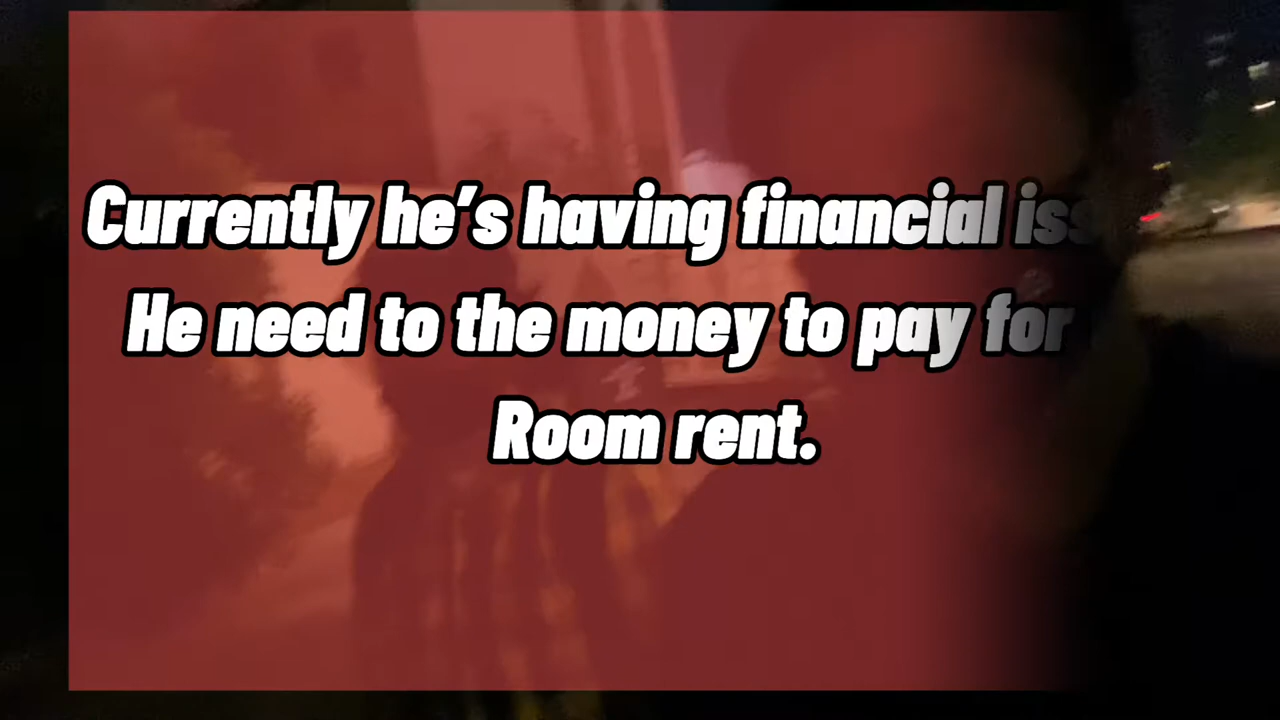 Currently he's having financial
He need to the money to pay for
Room rent.